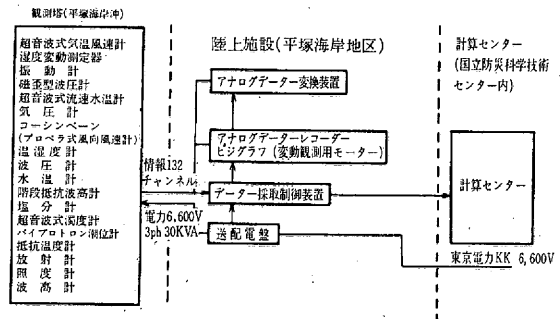 観測塔(平塚海岸沖)
超音波式気温風速計
湿度変動測定器
振動計
磁歪型波圧計
超音波式流速水温計
気圧計
コーシンベーン
(プロペラ式風向風速計)
温湿度計
波圧計
水温計
階段抵抗波高計
塩分計
超音波式濁度計
バイブロトロン潮位計
抵抗温度計
放射計
照度計
波高計
情報132
チャンネル
電力6,600V
3ph 30KVA
陸上施設(平塚海岸地区)
アナログデーター変換装置
アナログデーターレコーダー
ビジグラフ(変動観測用モーター)
データー採取制御装置
送配電盤
計算センター
(国立防災科学技術
センター内)
計算センター
東京電力KK 6,600V